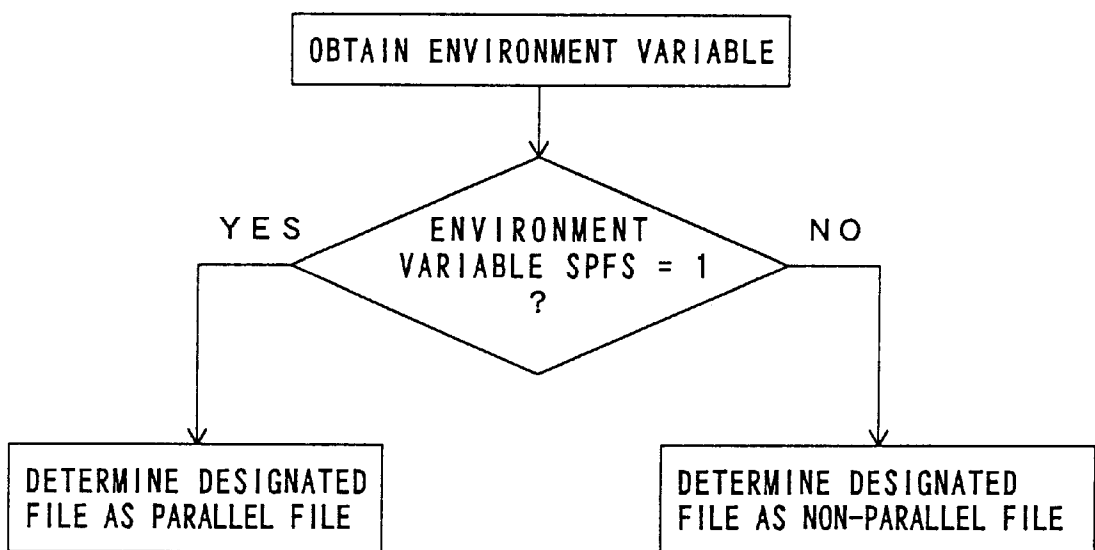 OBTAIN ENVIRONMENT VARIABLE
YES
ENVIRONMENT
VARIABLE SPFS = 1
?
NO
DETERMINE DESIGNATED
FILE AS PARALLEL FILE
DETERMINE DESIGNATED
FILE AS NON-PARALLEL FILE